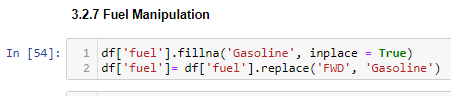 3.2.7 Fuel Manipulation
In [54]:
1 df['fuel'].fillna('Gasoline', inplace = True)
2 df['fuel']= df['fuel'].replace('FWD', 'Gasoline')